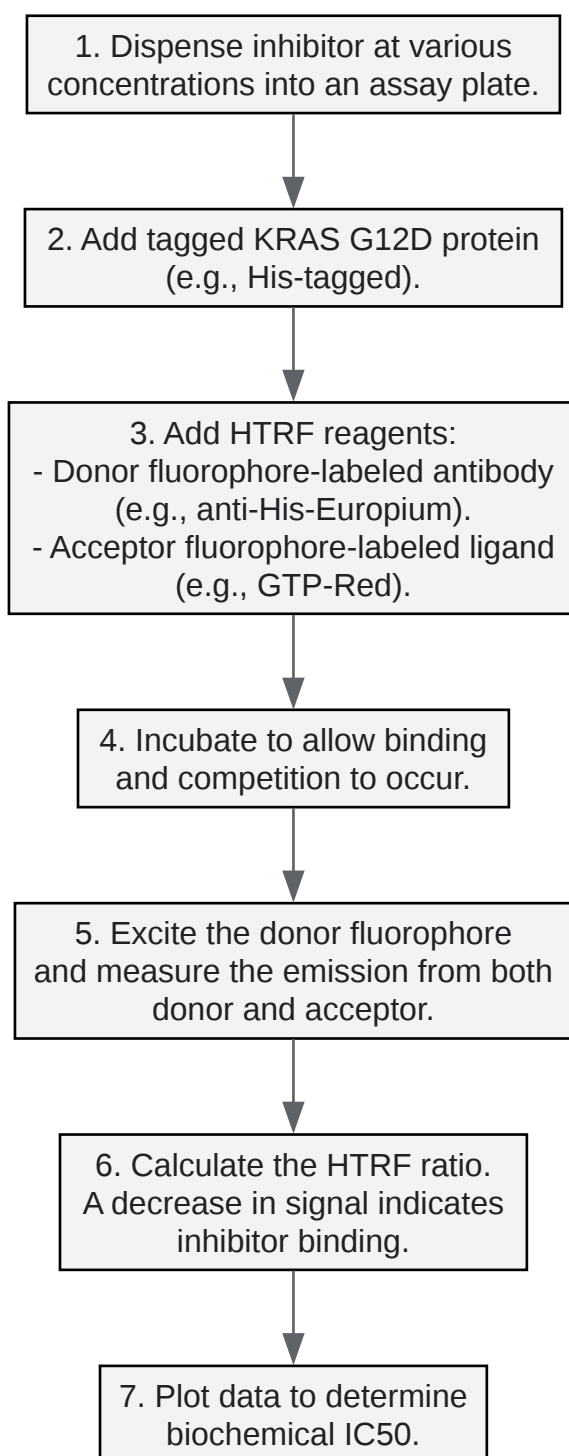 1. Dispense inhibitor at various
concentrations into an assay plate.
2. Add tagged KRAS G12D protein
(e.g., His-tagged).
3. Add HTRF reagents:
- Donor fluorophore-labeled antibody
(e.g., anti-His-Europium).
- Acceptor fluorophore-labeled ligand
(e.g., GTP-Red).
4. Incubate to allow binding
and competition to occur.
5. Excite the donor fluorophore
and measure the emission from both
donor and acceptor.
6. Calculate the HTRF ratio.
A decrease in signal indicates
inhibitor binding.
7. Plot data to determine
biochemical IC50.